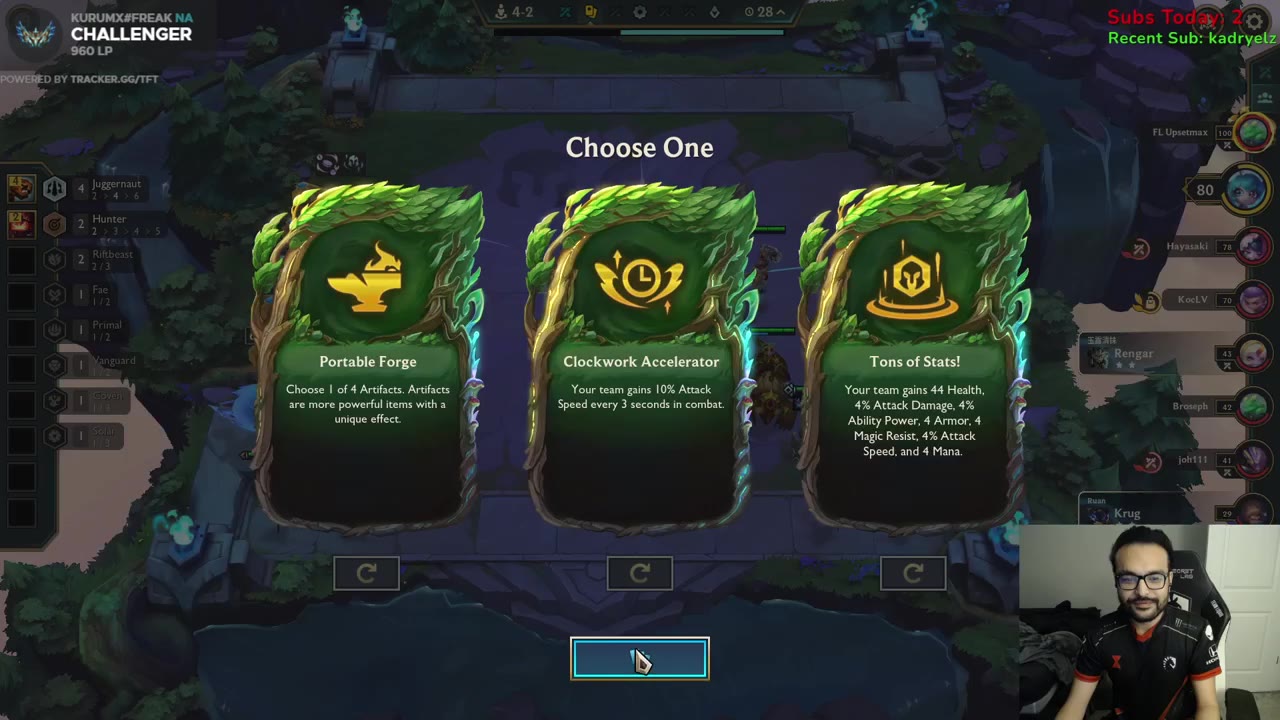 KURUMX#FREAK NA
CHALLENGER
960 LP
POWERED BY TRACKER.GG/TFT
4-2
28
Subs Today: 2
Recent Sub: kadryelz
Choose One
4 Juggernaut
2 > 4 > 6
2 Hunter
2 > 3 > 4 > 5
2 Riftbeast
2 / 3
1 Fae
1 / 2
1 Primal
1 / 2
1 Vanguard
1 Coven
1 Solar
Portable Forge
Choose 1 of 4 Artifacts. Artifacts
are more powerful items with a
unique effect.
Clockwork Accelerator
Your team gains 10% Attack
Speed every 3 seconds in combat.
Tons of Stats!
Your team gains 44 Health,
4% Attack Damage, 4%
Ability Power, 4 Armor, 4
Magic Resist, 4% Attack
Speed, and 4 Mana.
FL Upsetmax 100
80
Hayasaki 78
KocLV 70
Rengar 43
Broseph 42
joh111 41
Ruan
Krug 29